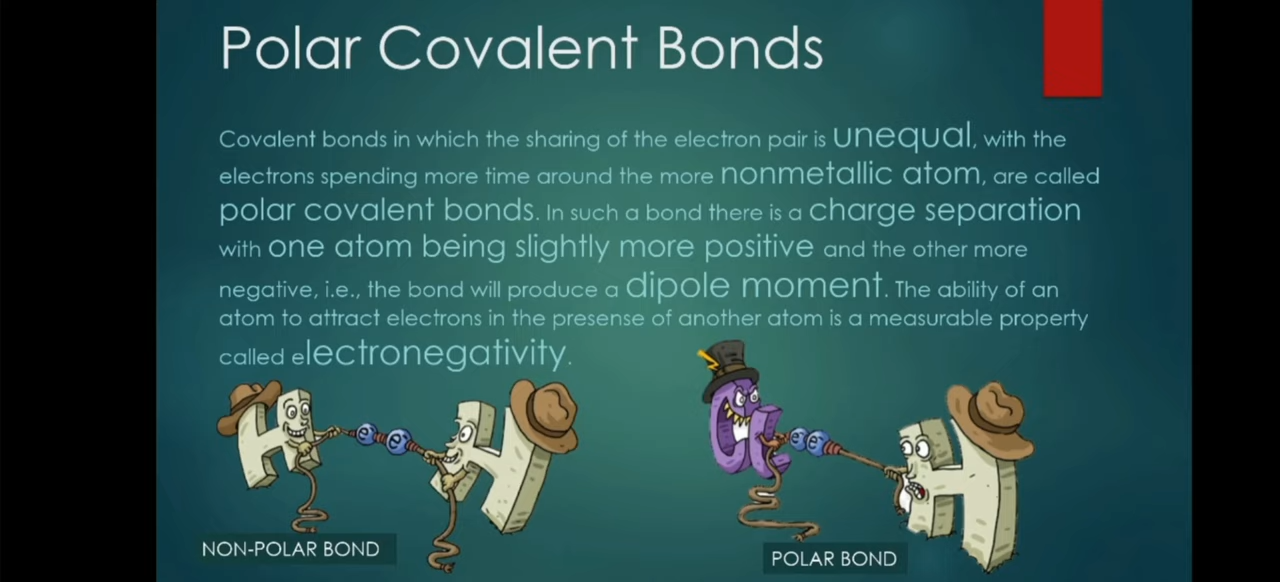 Polar Covalent Bonds
Covalent bonds in which the sharing of the electron pair is unequal, with the
electrons spending more time around the more nonmetallic atom, are called
polar covalent bonds. In such a bond there is a charge separation
with one atom being slightly more positive and the other more
negative, i.e., the bond will produce a dipole moment. The ability of an
atom to attract electrons in the presense of another atom is a measurable property
called electronegativity.
H e⁻ e⁻ H
Cl e⁻ e⁻ H
NON-POLAR BOND
POLAR BOND